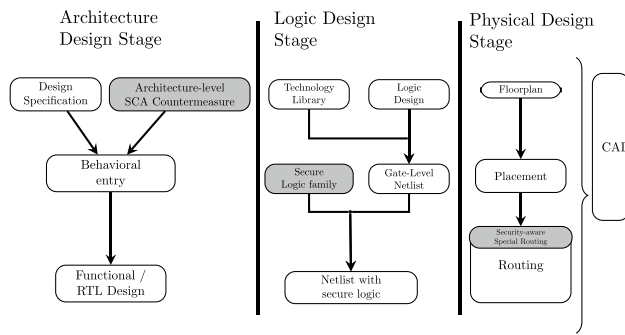 Architecture
Design Stage
Logic Design
Stage
Physical Design
Stage
Design
Specification
Architecture-level
SCA Countermeasure
Behavioral
entry
Functional /
RTL Design
Technology
Library
Logic
Design
Secure
Logic family
Gate-Level
Netlist
Netlist with
secure logic
Floorplan
Placement
Security-aware
Special Routing
Routing
CAD